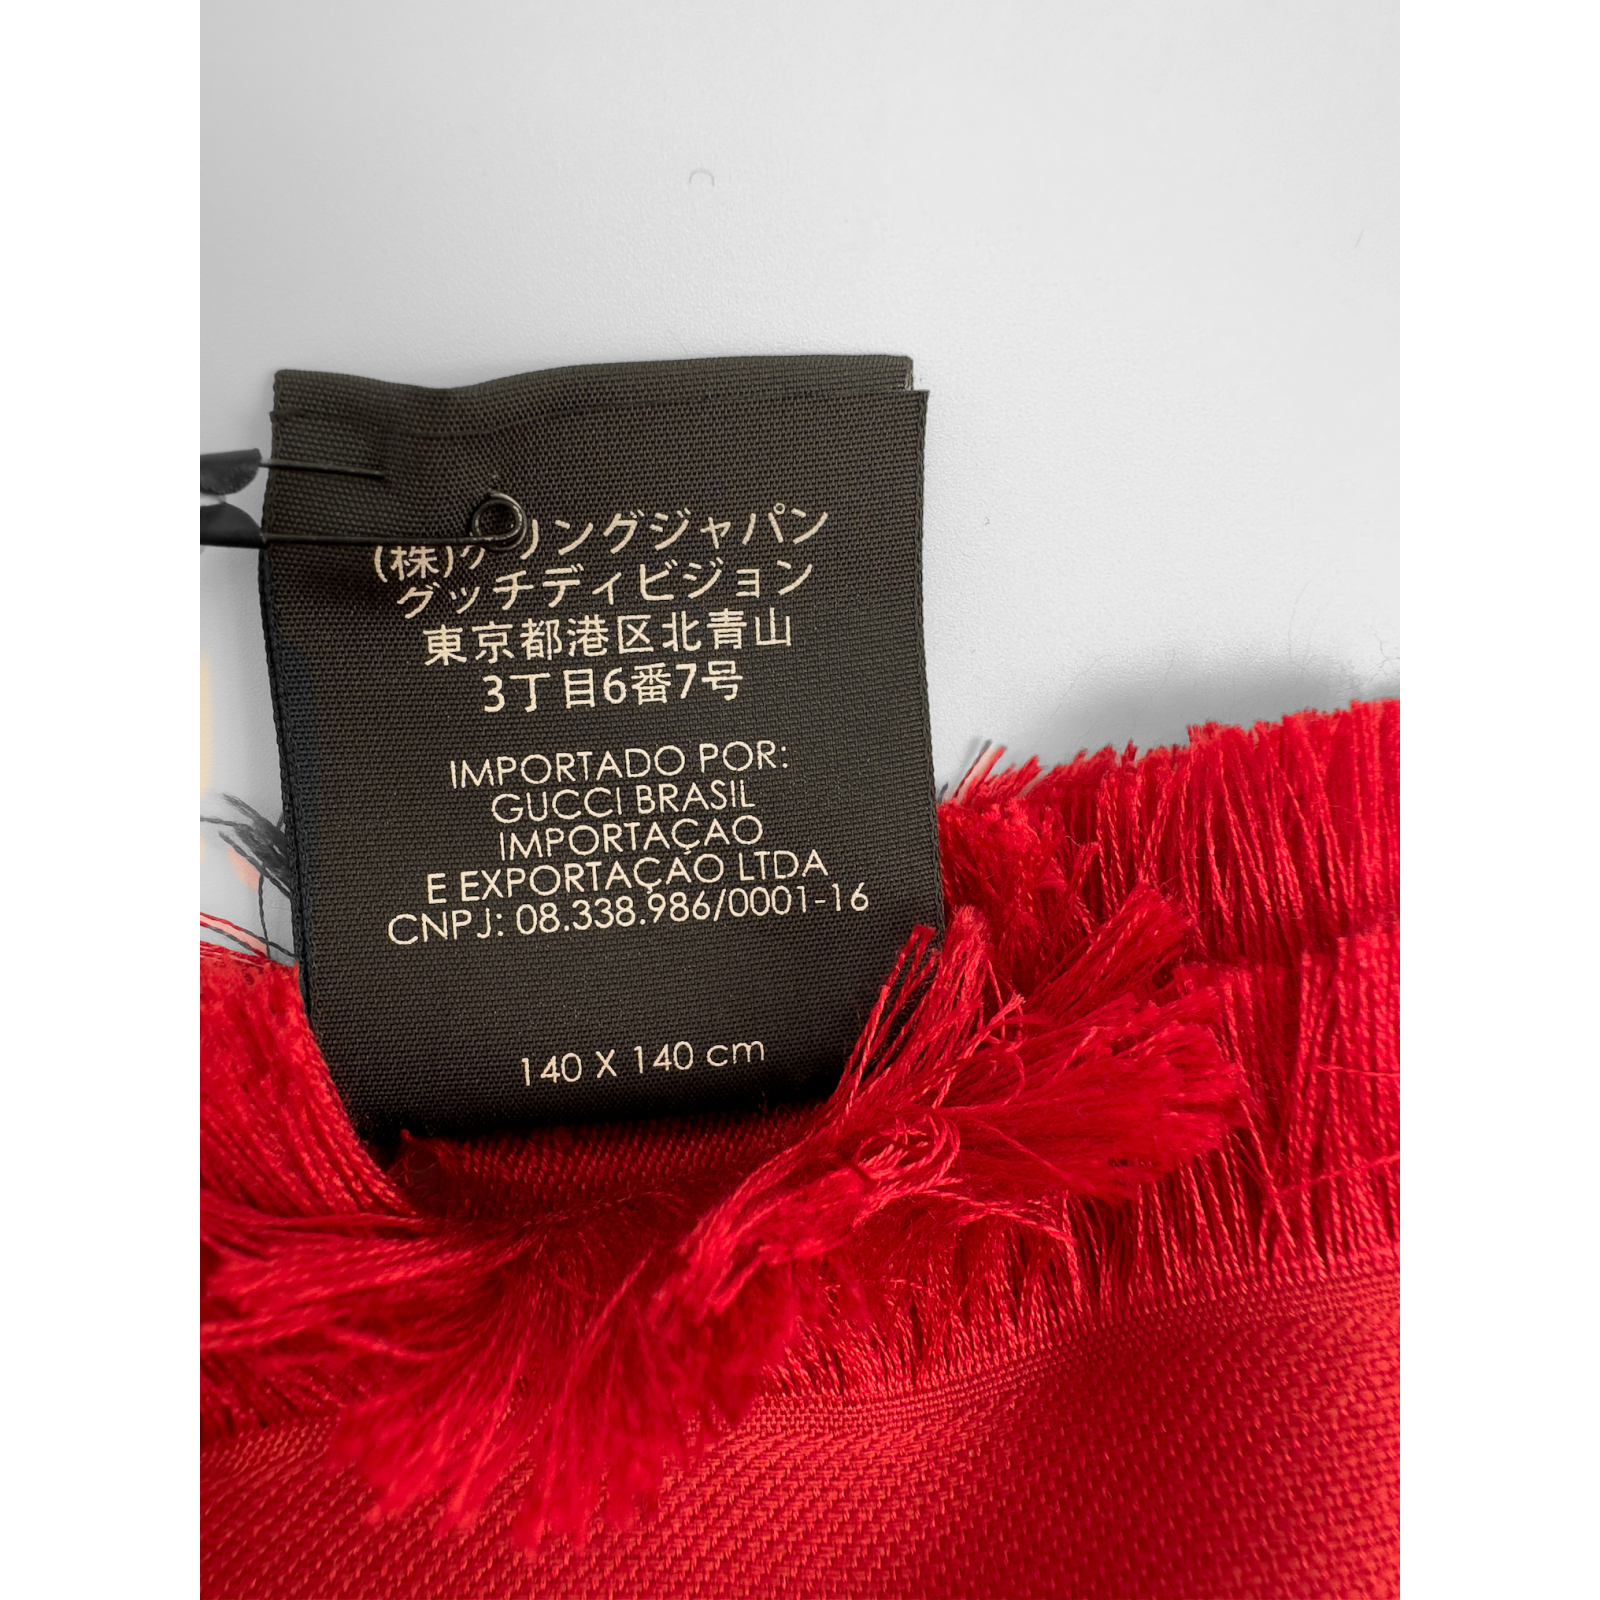 (株)ケリングジャパン
グッチディビジョン
東京都港区北青山
3丁目6番7号
IMPORTADO POR:
GUCCI BRASIL
IMPORTAÇAO
E EXPORTAÇAO LTDA
CNPJ: 08.338.986/0001-16
140 X 140 cm